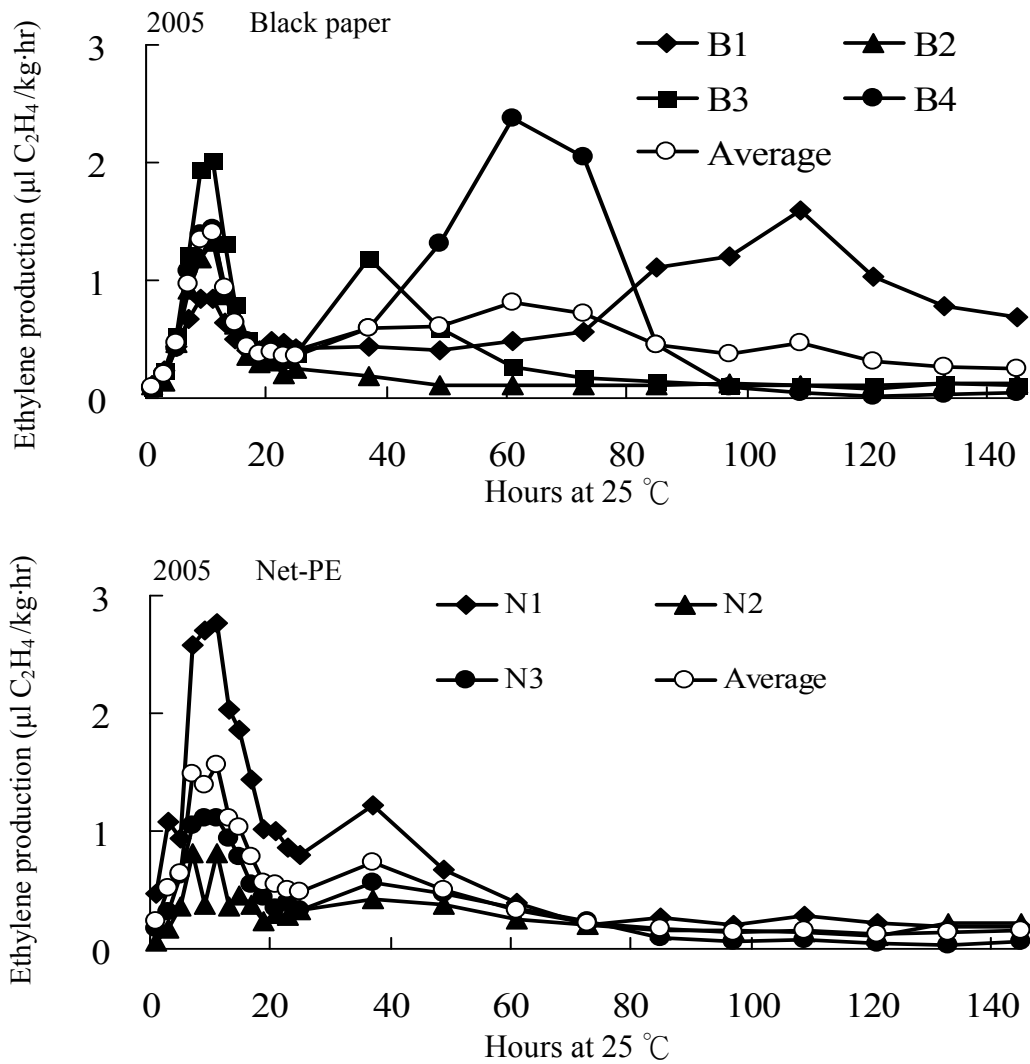 2005 Black paper
Ethylene production (μl C₂H₄ /kg·hr)
B1 B2
B3 B4
Average
3
2
1
0
0 20 40 60 80 100 120 140
Hours at 25 ℃
2005 Net-PE
Ethylene production (μl C₂H₄ /kg·hr)
N1 N2
N3 Average
3
2
1
0
0 20 40 60 80 100 120 140
Hours at 25 ℃